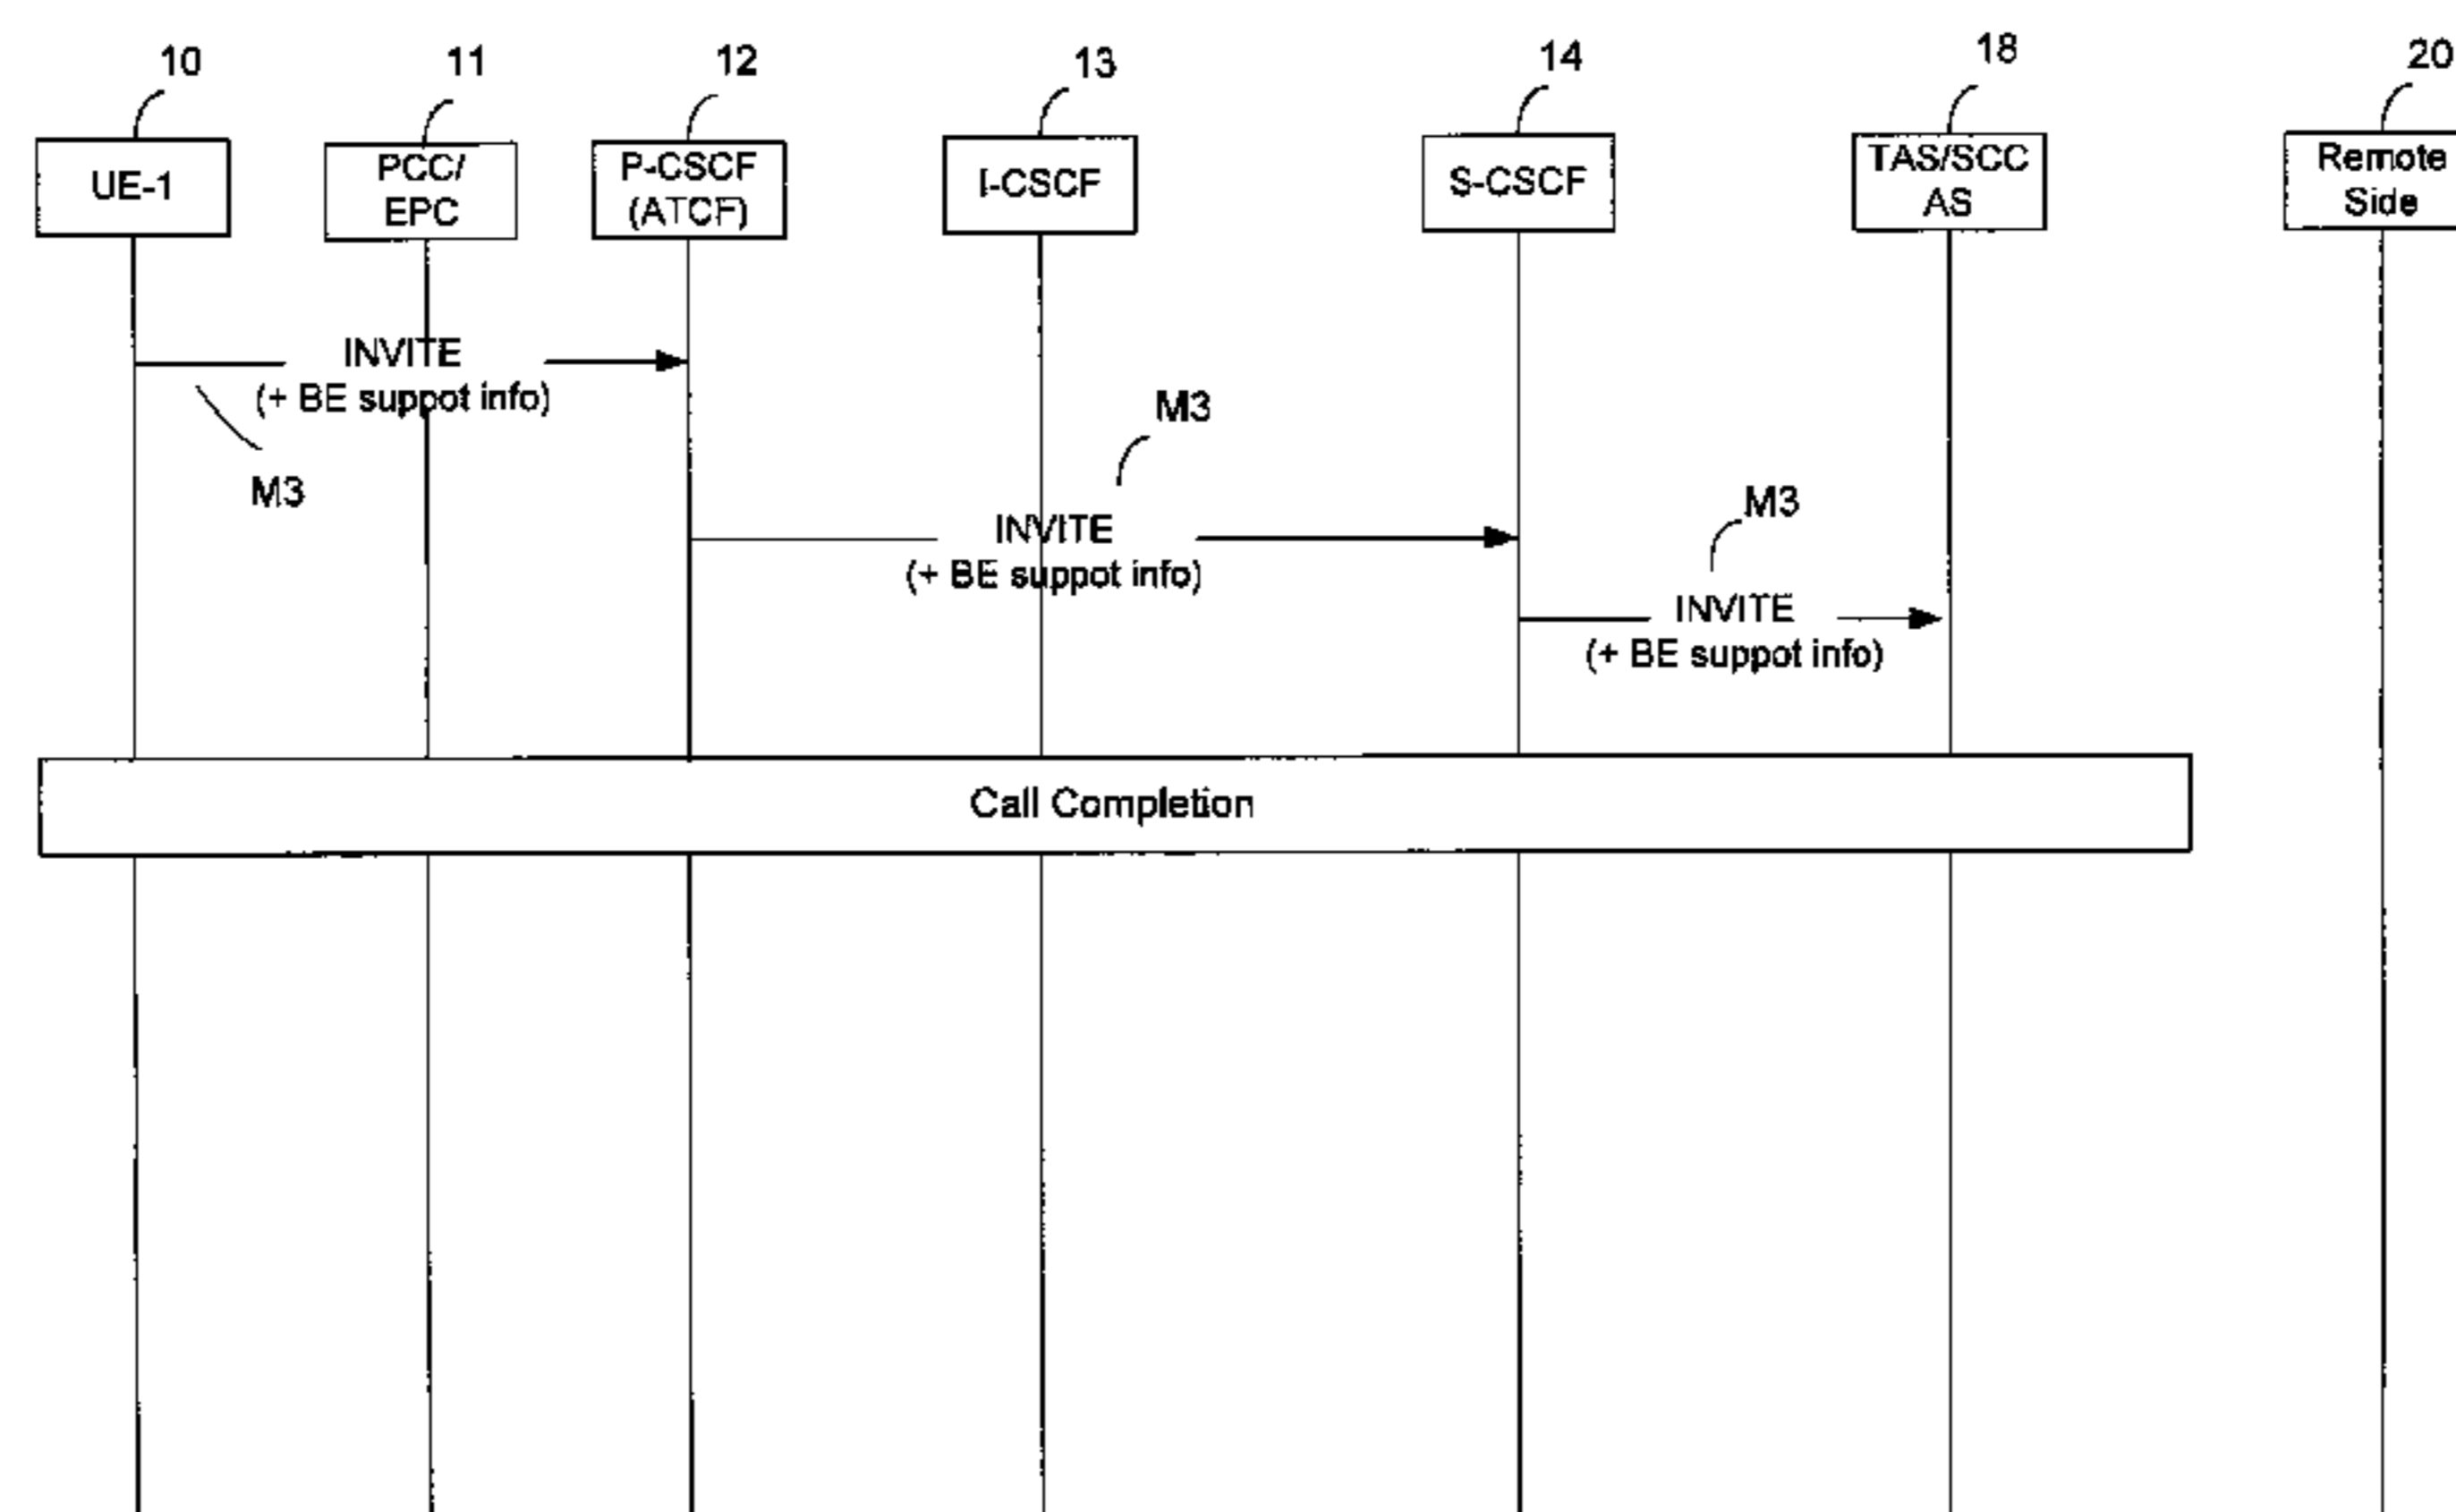 10
11
12
13
14
18
20
UE-1
PCC/
EPC
P-CSCF
(ATCF)
I-CSCF
S-CSCF
TAS/SCC
AS
Remote
Side
INVITE
(+ BE suppot info)
M3
M3
INVITE
(+ BE suppot info)
M3
INVITE
(+ BE suppot info)
Call Completion